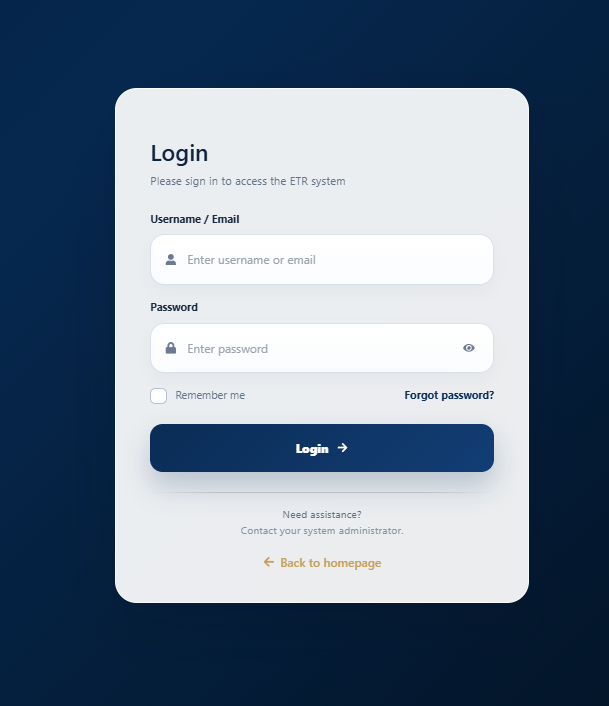 Login
Please sign in to access the ETR system
Username / Email
Enter username or email
Password
Enter password
Remember me
Forgot password?
Login
Need assistance?
Contact your system administrator.
Back to homepage